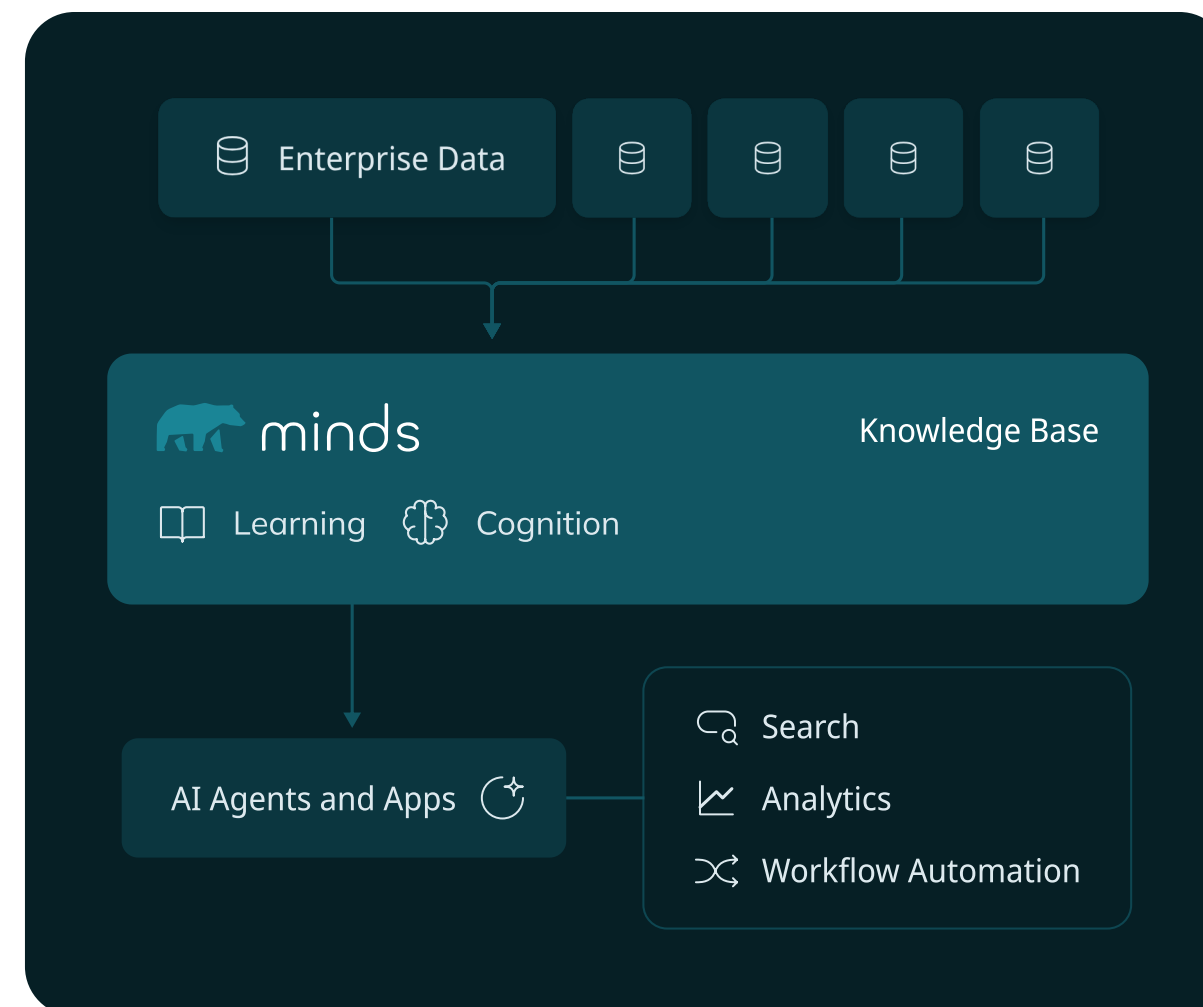 Enterprise Data
minds
Knowledge Base
Learning
Cognition
Search
AI Agents and Apps
Analytics
Workflow Automation